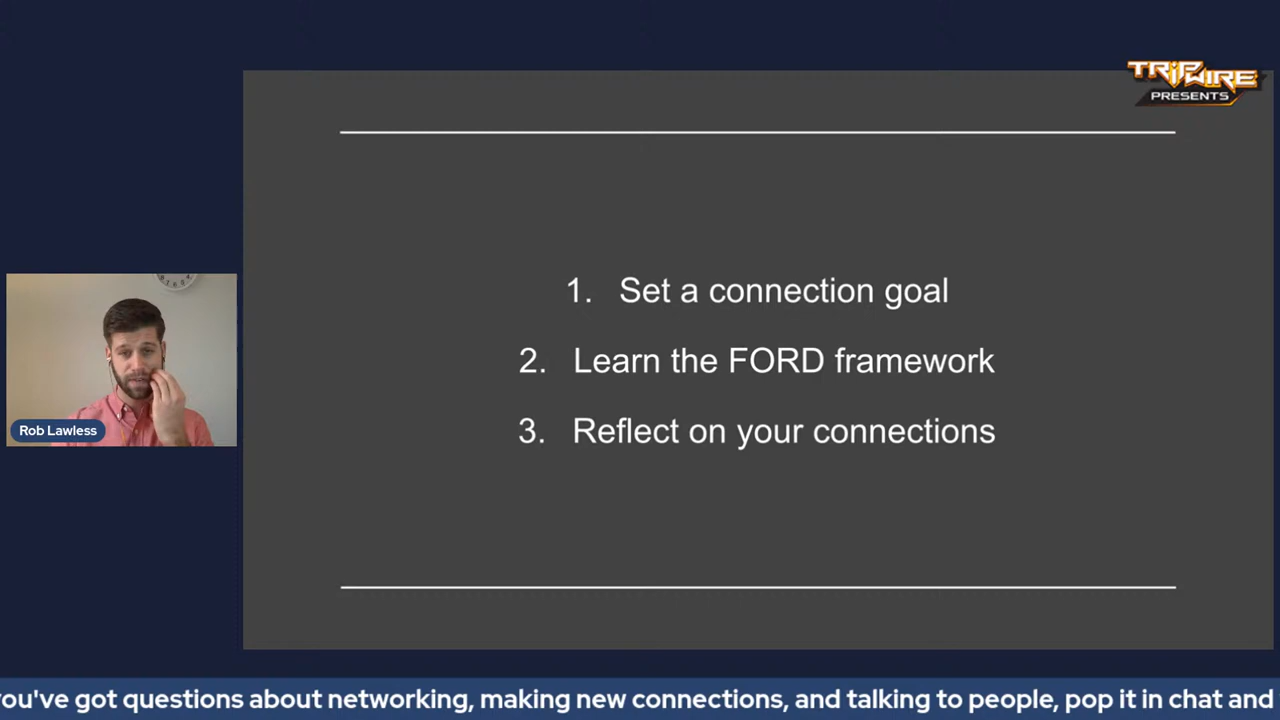 TRIPWIRE
PRESENTS
1. Set a connection goal
2. Learn the FORD framework
3. Reflect on your connections
Rob Lawless
you've got questions about networking, making new connections, and talking to people, pop it in chat and